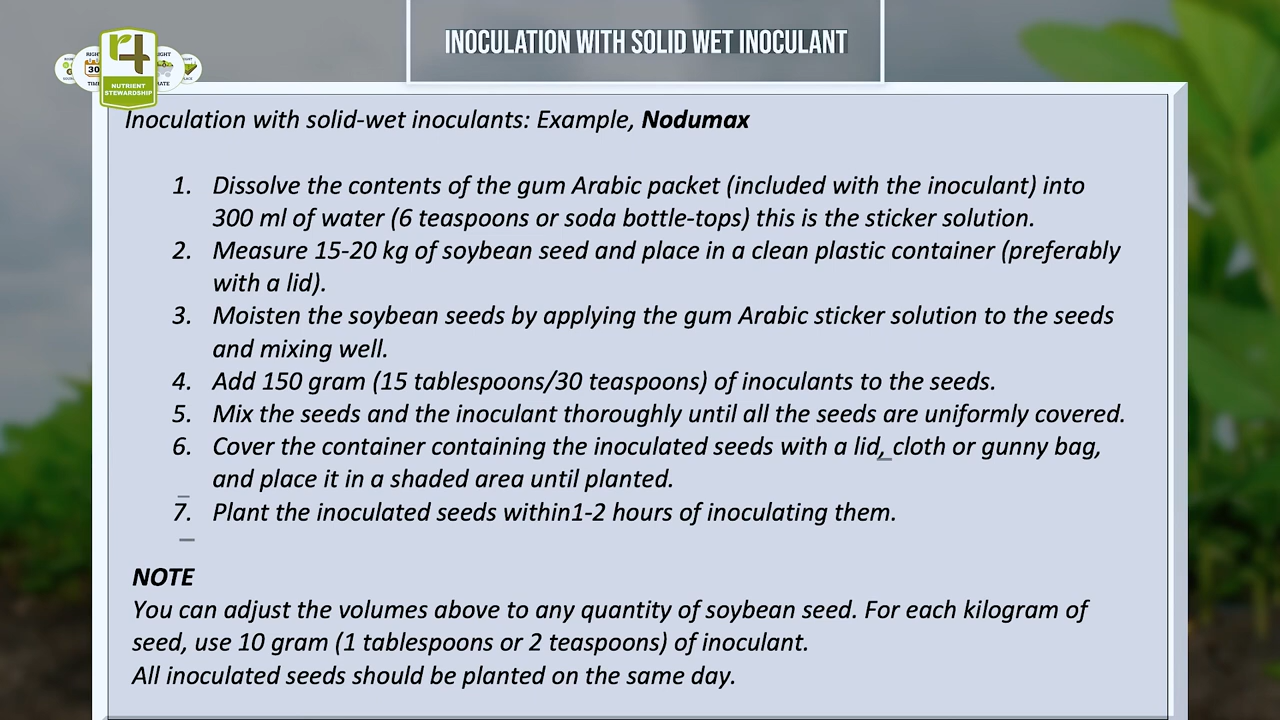 INOCULATION WITH SOLID WET INOCULANT
RIGHT
30
TIME
NUTRIENT
STEWARDSHIP
Inoculation with solid-wet inoculants: Example, Nodumax
1. Dissolve the contents of the gum Arabic packet (included with the inoculant) into
300 ml of water (6 teaspoons or soda bottle-tops) this is the sticker solution.
2. Measure 15-20 kg of soybean seed and place in a clean plastic container (preferably
with a lid).
3. Moisten the soybean seeds by applying the gum Arabic sticker solution to the seeds
and mixing well.
4. Add 150 gram (15 tablespoons/30 teaspoons) of inoculants to the seeds.
5. Mix the seeds and the inoculant thoroughly until all the seeds are uniformly covered.
6. Cover the container containing the inoculated seeds with a lid, cloth or gunny bag,
and place it in a shaded area until planted.
7. Plant the inoculated seeds within1-2 hours of inoculating them.
NOTE
You can adjust the volumes above to any quantity of soybean seed. For each kilogram of
seed, use 10 gram (1 tablespoons or 2 teaspoons) of inoculant.
All inoculated seeds should be planted on the same day.